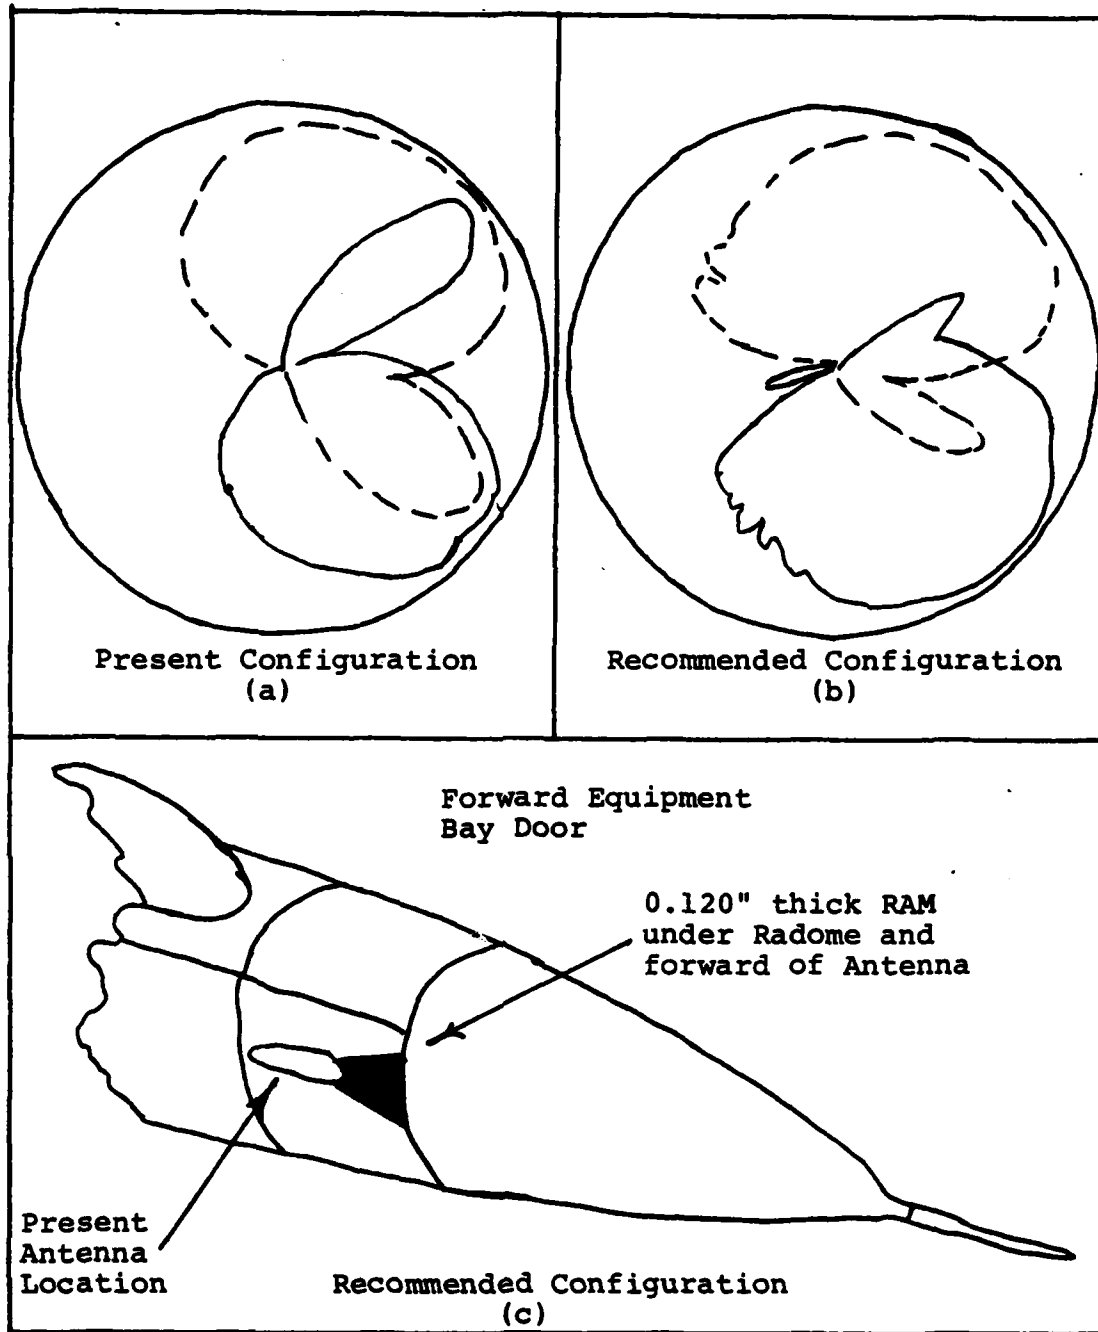 Present Configuration
(a)
Recommended Configuration
(b)
Forward Equipment
Bay Door
0.120" thick RAM
under Radome and
forward of Antenna
Present
Antenna
Location
Recommended Configuration
(c)